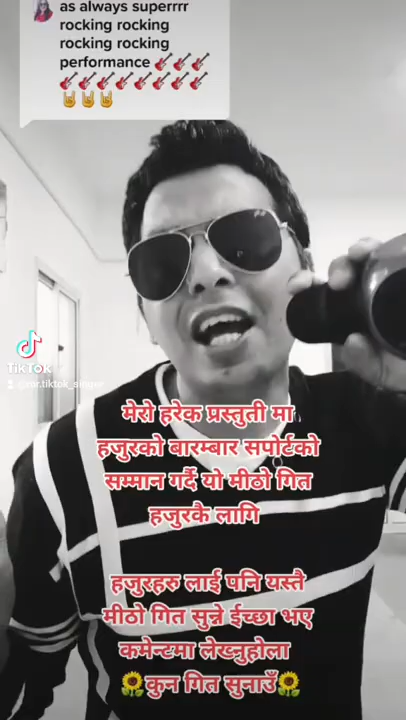 as always superrrr
rocking rocking
rocking rocking
performance 🎸🎸🎸
🎸🎸🎸🎸🎸🎸🎸🎸
🤘🤘🤘
TikTok
मेरो हरेक प्रस्तुती मा
हजुरको बारम्बार सपोर्टको
सम्मान गर्दै यो मीठो गित
हजुरकै लागि
हजुरहरु लाई पनि यस्तै
मीठो गित सुन्ने ईच्छा भए
कमेन्टमा लेख्नुहोला
🌻कुन गित सुनाउँ🌻